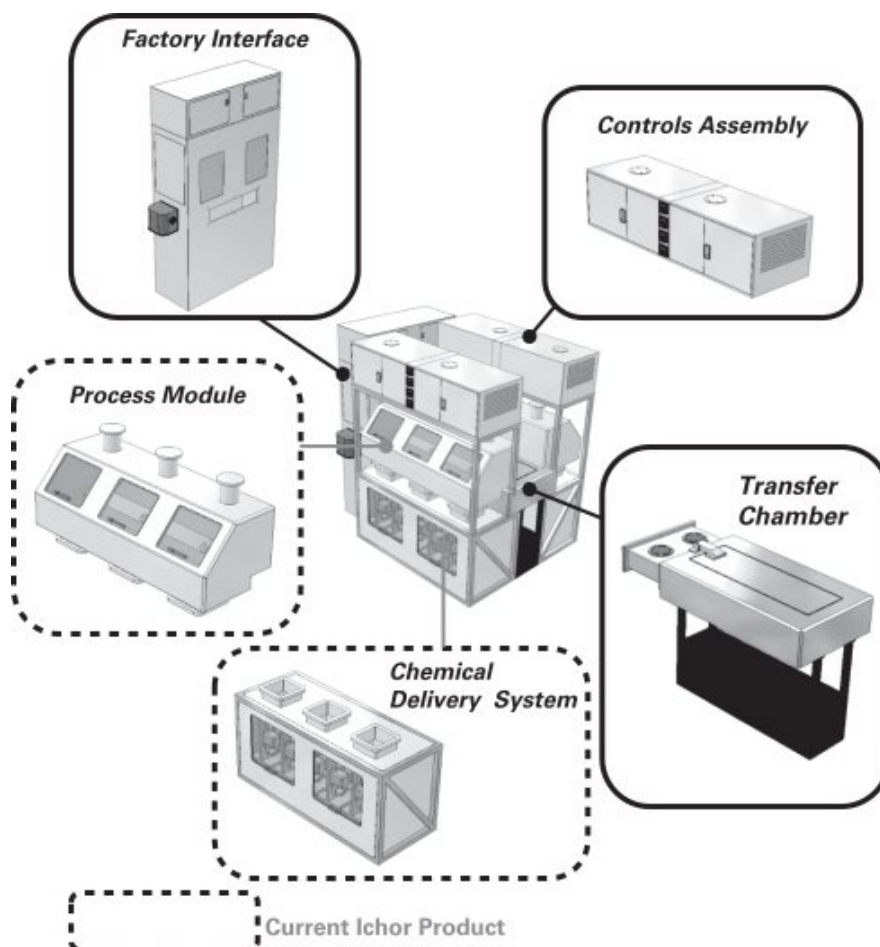 Factory Interface
Controls Assembly
Process Module
Transfer
Chamber
Chemical
Delivery System
Current Ichor Product